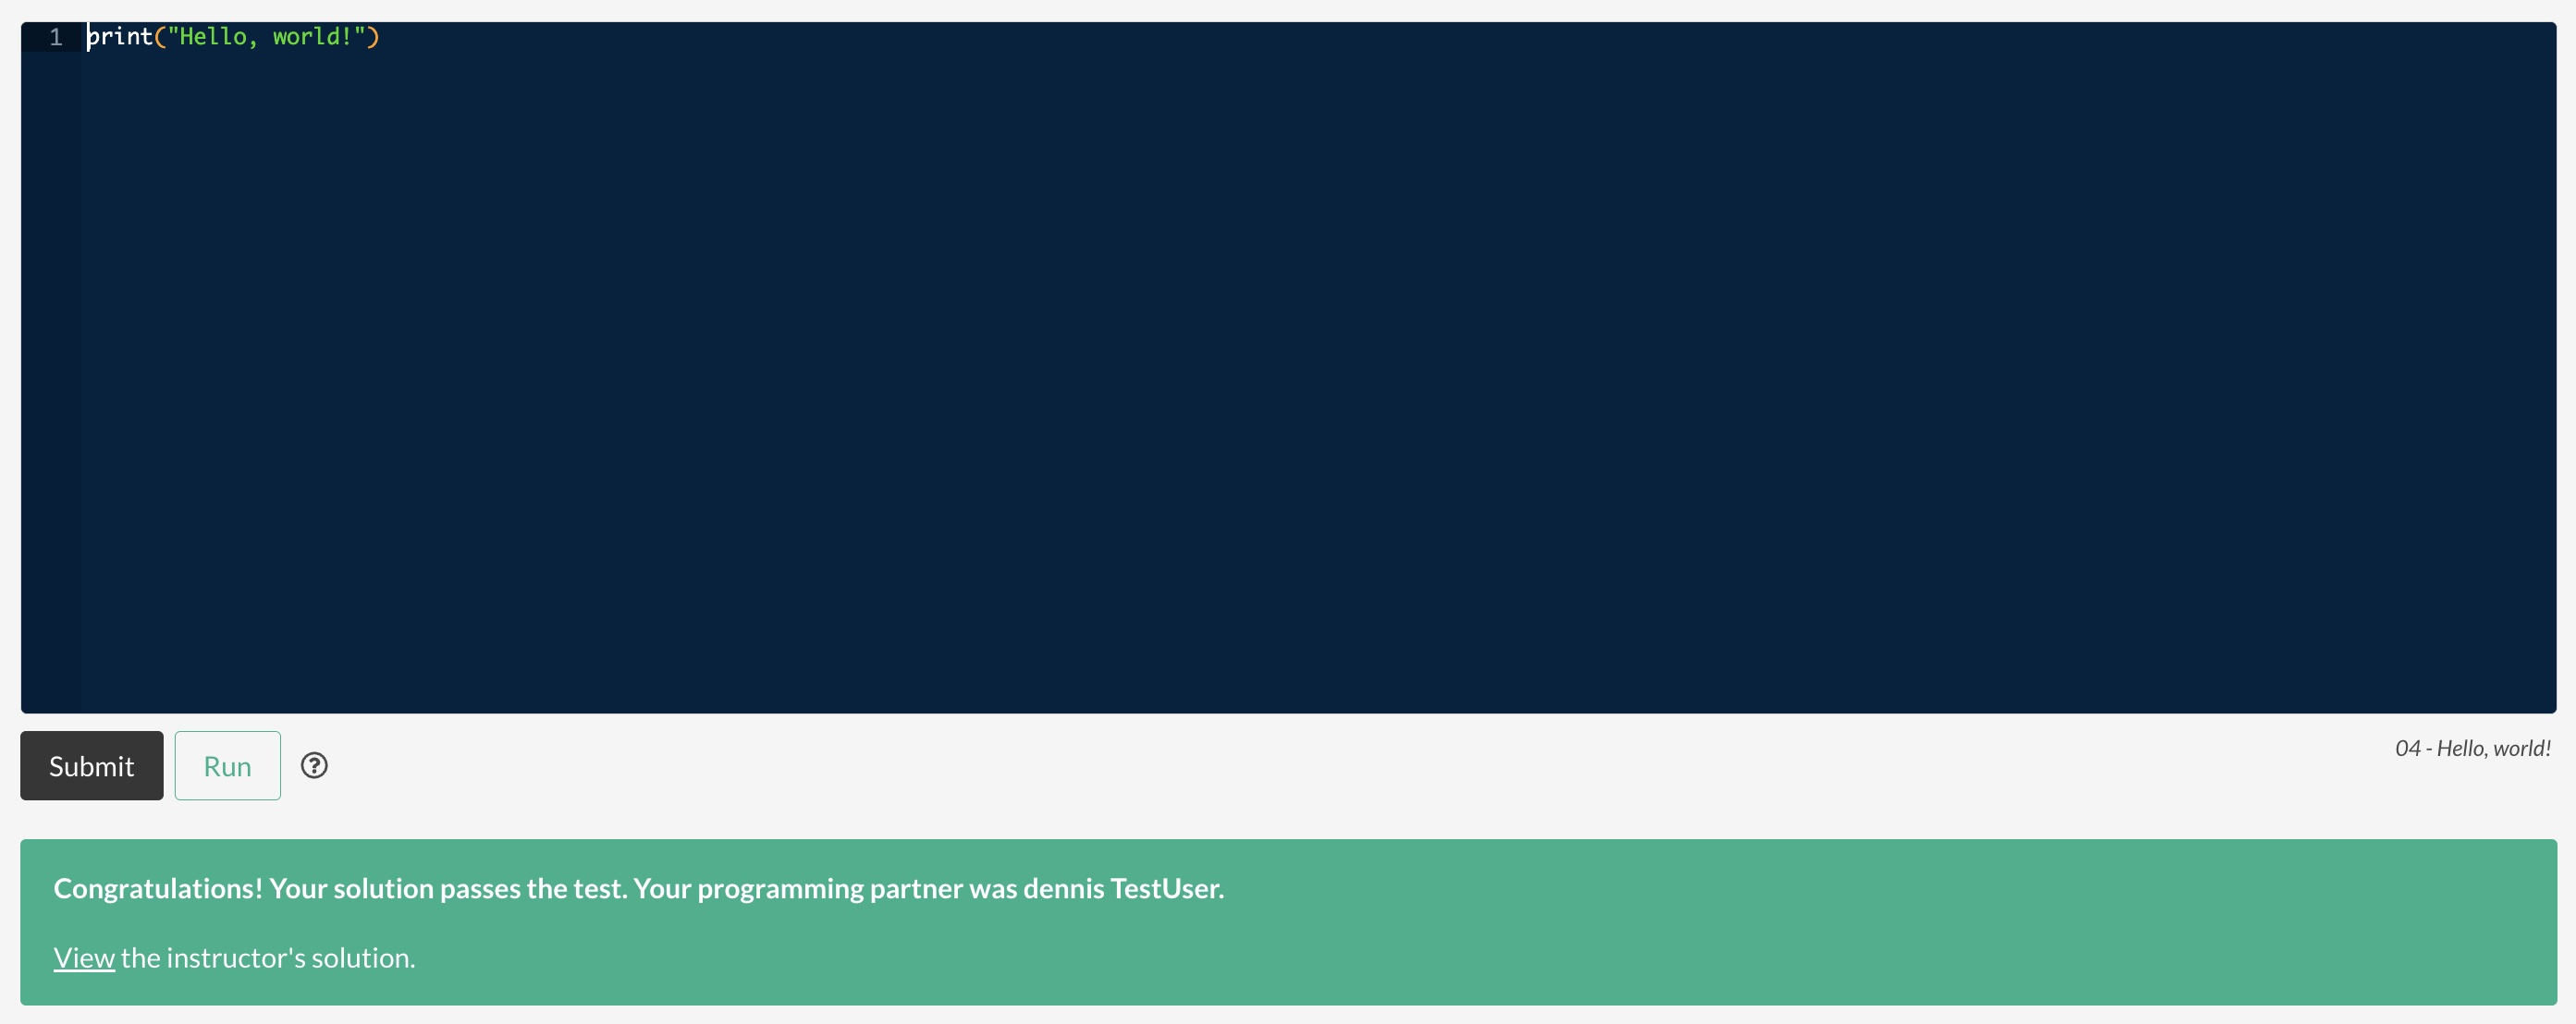 1 print("Hello, world!")
Submit Run ?
04 - Hello, world!
Congratulations! Your solution passes the test. Your programming partner was dennis TestUser.
View the instructor's solution.